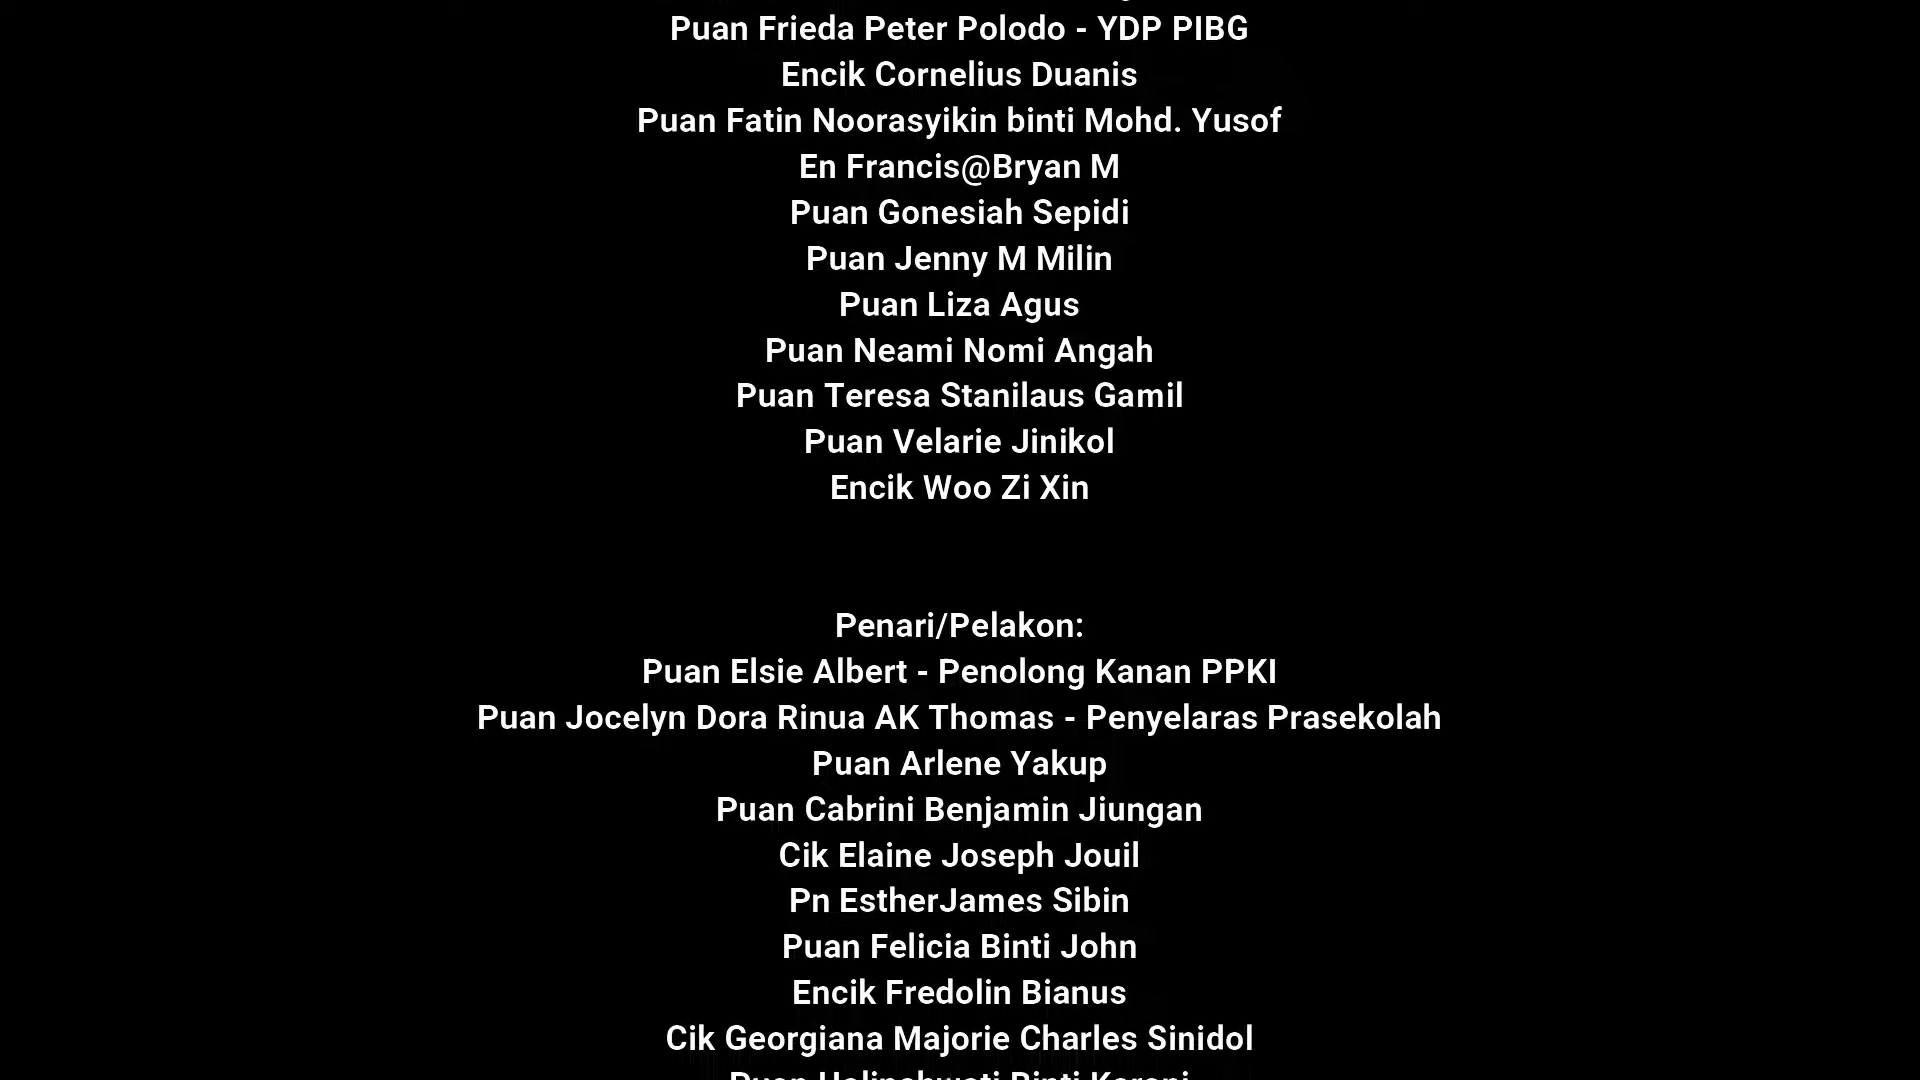 Puan Frieda Peter Polodo - YDP PIBG
Encik Cornelius Duanis
Puan Fatin Noorasyikin binti Mohd. Yusof
En Francis@Bryan M
Puan Gonesiah Sepidi
Puan Jenny M Milin
Puan Liza Agus
Puan Neami Nomi Angah
Puan Teresa Stanilaus Gamil
Puan Velarie Jinikol
Encik Woo Zi Xin
Penari/Pelakon:
Puan Elsie Albert - Penolong Kanan PPKI
Puan Jocelyn Dora Rinua AK Thomas - Penyelaras Prasekolah
Puan Arlene Yakup
Puan Cabrini Benjamin Jiungan
Cik Elaine Joseph Jouil
Pn EstherJames Sibin
Puan Felicia Binti John
Encik Fredolin Bianus
Cik Georgiana Majorie Charles Sinidol
Puan